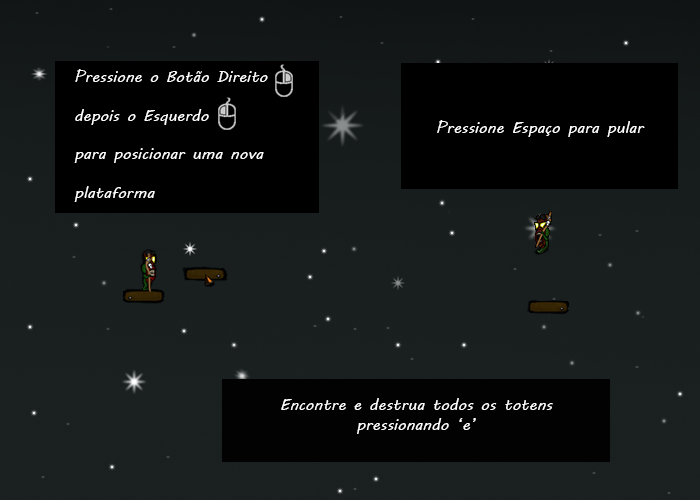 Pressione o Botão Direito
depois o Esquerdo
para posicionar uma nova
plataforma
Pressione Espaço para pular
Encontre e destrua todos os totens
pressionando ‘e’